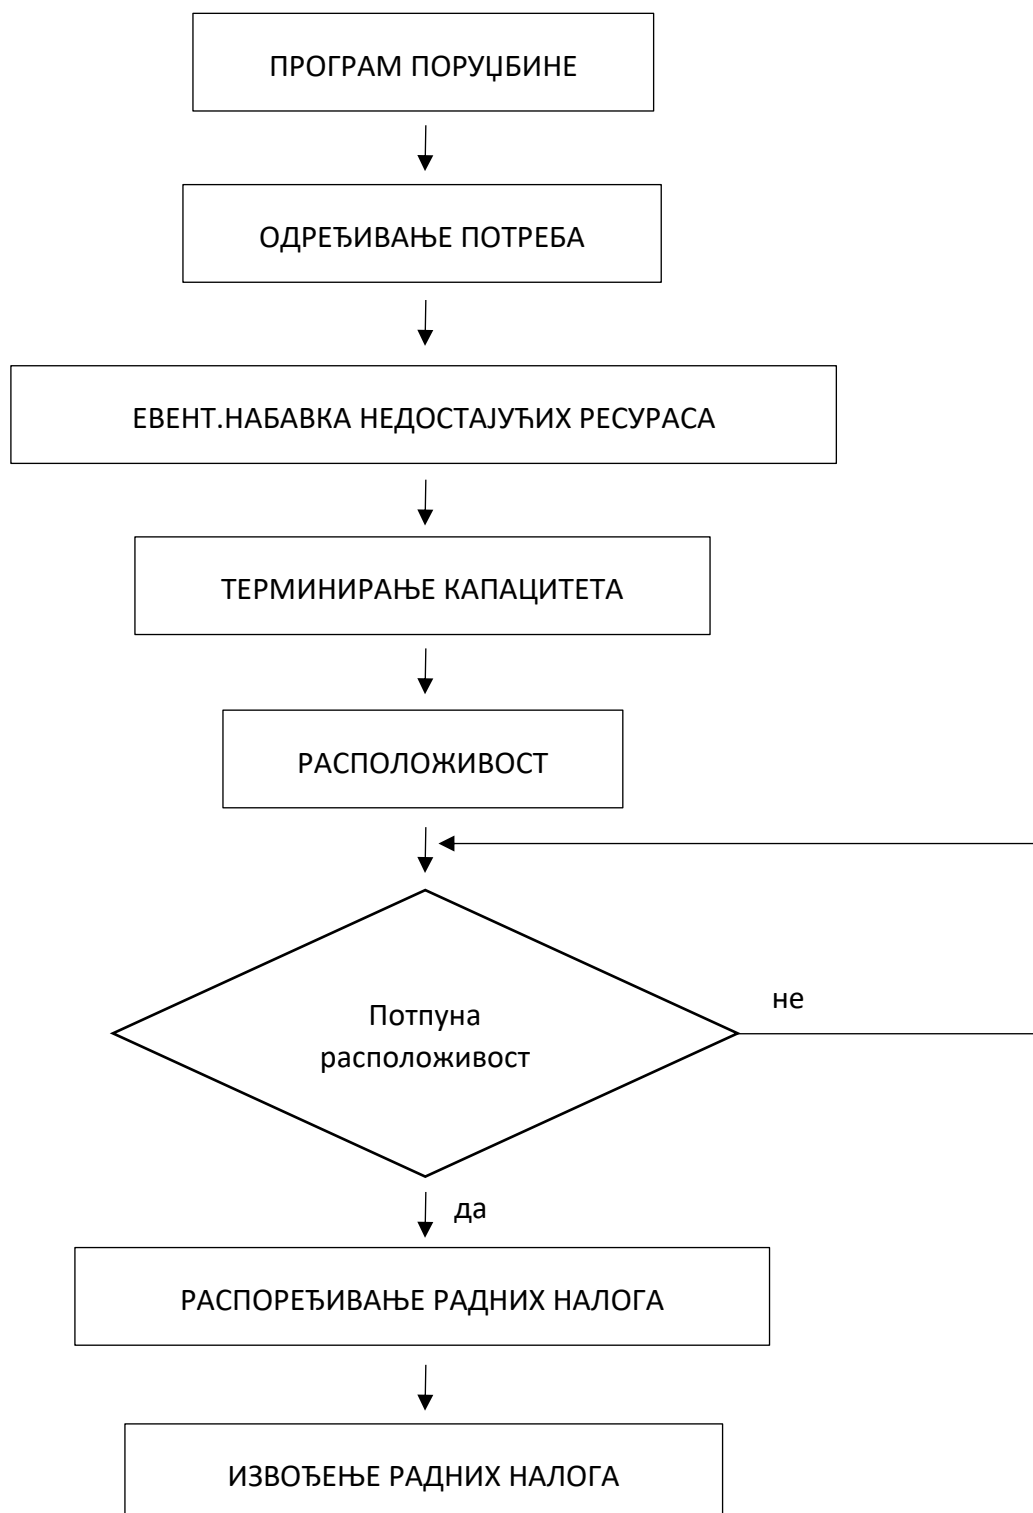 ПРОГРАМ ПОРУЏБИНЕ
ОДРЕЂИВАЊЕ ПОТРЕБА
ЕВЕНТ.НАБАВКА НЕДОСТАЈУЋИХ РЕСУРАСА
ТЕРМИНИРАЊЕ КАПАЦИТЕТА
РАСПОЛОЖИВОСТ
не
Потпуна
расположивост
да
РАСПОРЕЂИВАЊЕ РАДНИХ НАЛОГА
ИЗВОЂЕЊЕ РАДНИХ НАЛОГА